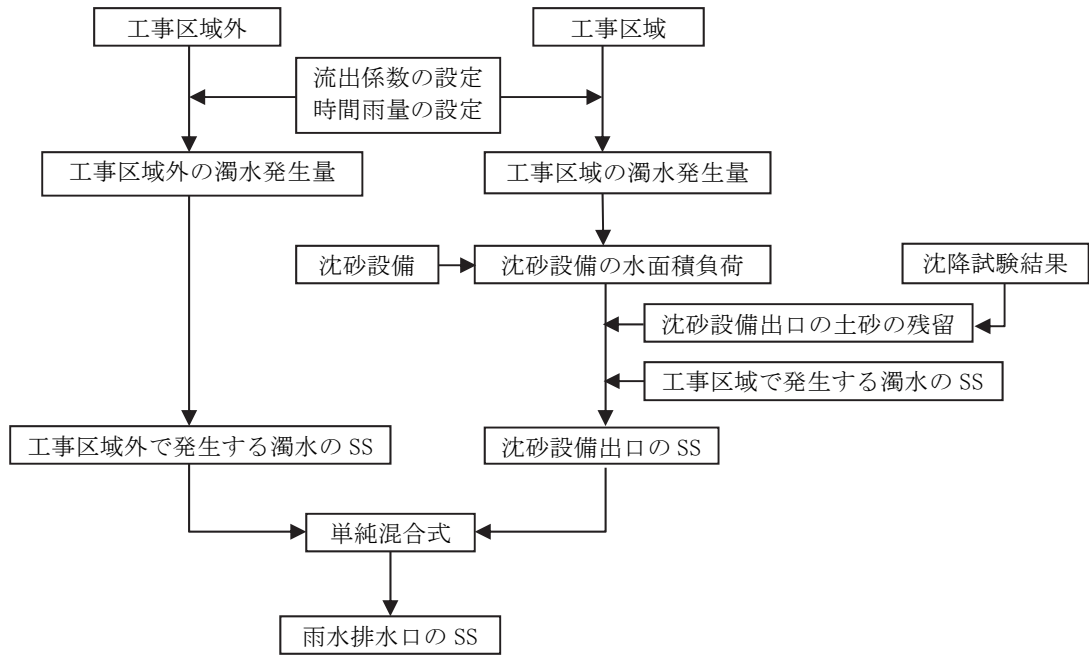 工事区域外
工事区域
流出係数の設定
時間雨量の設定
工事区域外の濁水発生量
工事区域の濁水発生量
沈砂設備
沈砂設備の水面積負荷
沈降試験結果
沈砂設備出口の土砂の残留
工事区域で発生する濁水の SS
工事区域外で発生する濁水の SS
沈砂設備出口の SS
単純混合式
雨水排水口の SS